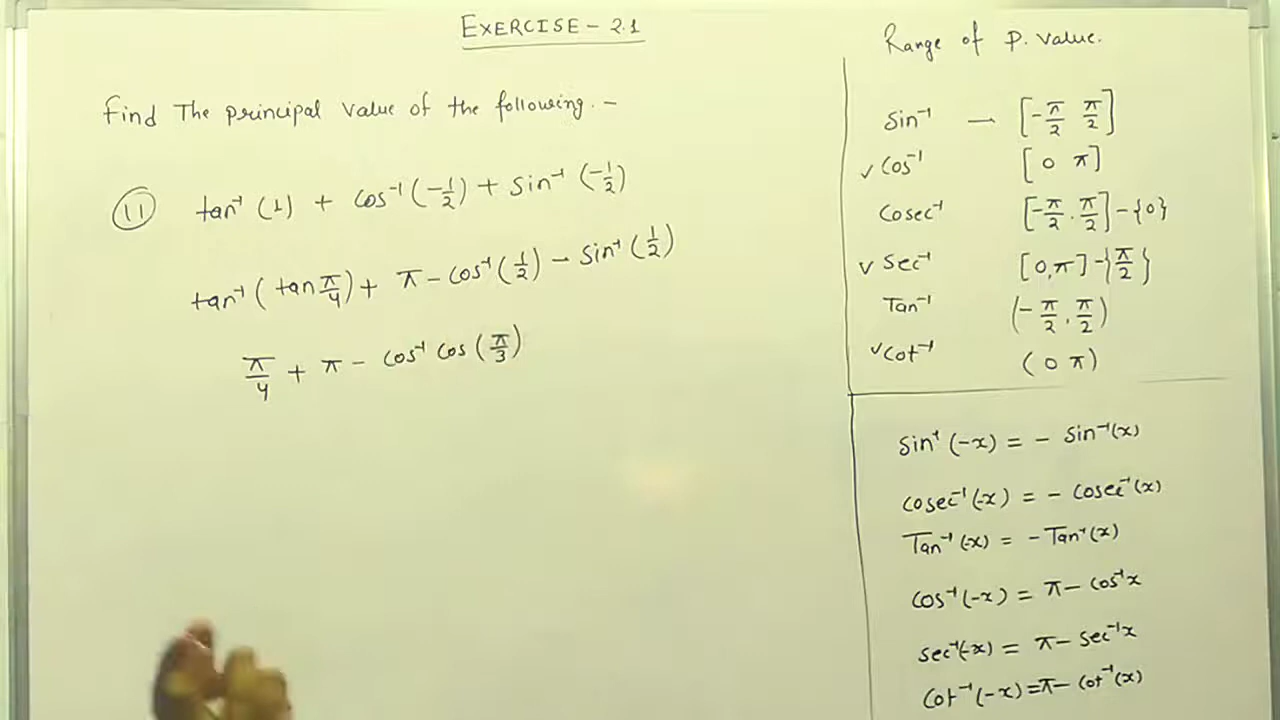 EXERCISE - 2.1
Find The principal value of the following. -
11 tan⁻¹ (1) + cos⁻¹ (-1/2) + sin⁻¹ (-1/2)
tan⁻¹ ( tan π/4 ) + π - cos⁻¹ (1/2) - sin⁻¹ (1/2)
π/4 + π - cos⁻¹ cos (π/3)
Range of P. value.
Sin⁻¹ — [-π/2 π/2]
✓ Cos⁻¹ [0 π]
Cosec⁻¹ [-π/2 . π/2] - {0}
✓ Sec⁻¹ [0, π] - {π/2}
Tan⁻¹ (-π/2 , π/2)
✓ Cot⁻¹ (0 π)
Sin⁻¹ (-x) = - Sin⁻¹(x)
Cosec⁻¹ (-x) = - Cosec⁻¹(x)
Tan⁻¹ (-x) = - Tan⁻¹(x)
Cos⁻¹ (-x) = π - Cos⁻¹x
Sec⁻¹(-x) = π - Sec⁻¹x
Cot⁻¹ (-x) = π - Cot⁻¹(x)